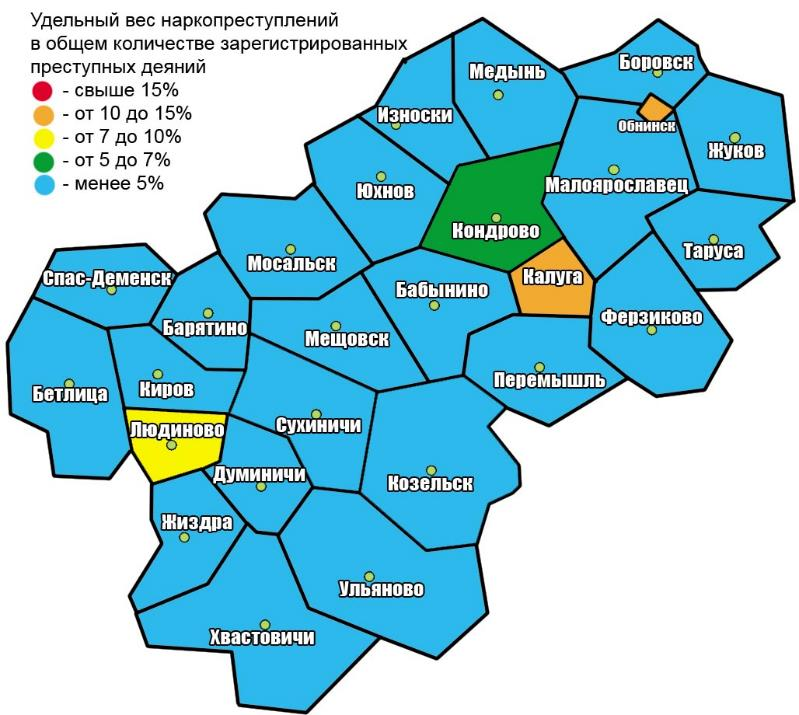 Удельный вес наркопреступлений
в общем количестве зарегистрированных
преступных деяний
- свыше 15%
- от 10 до 15%
- от 7 до 10%
- от 5 до 7%
- менее 5%
Медынь
Боровск
Износки
Обнинск
Жуков
Юхнов
Малоярославец
Кондрово
Таруса
Мосальск
Калуга
Спас-Деменск
Бабынино
Ферзиково
Барятино
Мещовск
Перемышль
Бетлица
Киров
Людиново
Сухиничи
Думиничи
Козельск
Жиздра
Ульяново
Хвастовичи